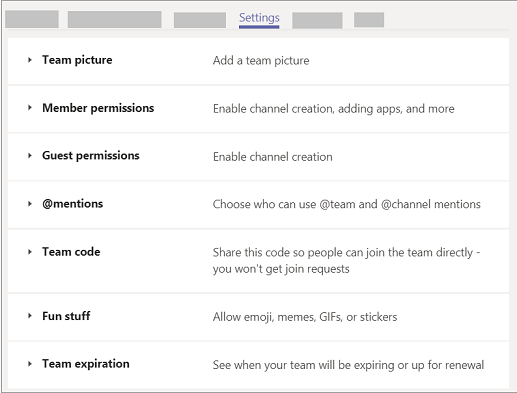 Settings
Team picture Add a team picture
Member permissions Enable channel creation, adding apps, and more
Guest permissions Enable channel creation
@mentions Choose who can use @team and @channel mentions
Team code Share this code so people can join the team directly -
you won't get join requests
Fun stuff Allow emoji, memes, GIFs, or stickers
Team expiration See when your team will be expiring or up for renewal